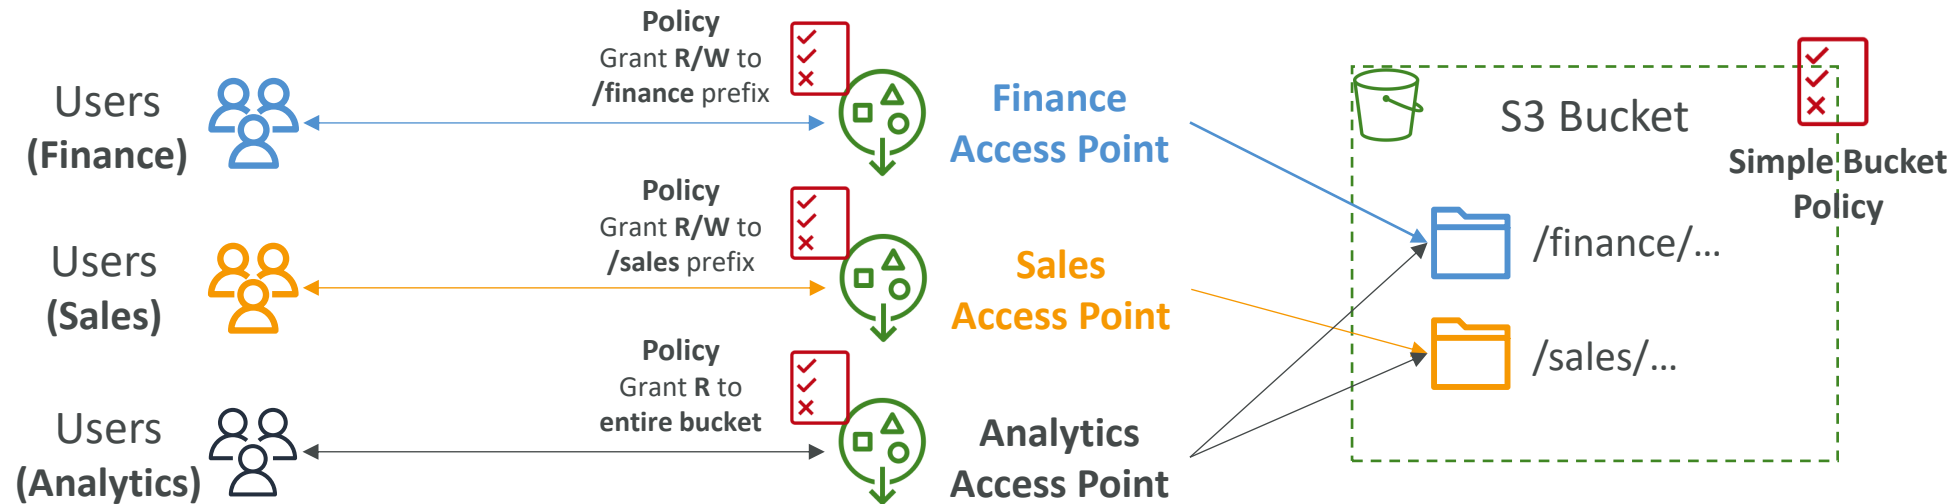 Users
(Finance)
Policy
Grant R/W to
/finance prefix
Finance
Access Point
Users
(Sales)
Policy
Grant R/W to
/sales prefix
Sales
Access Point
Users
(Analytics)
Policy
Grant R to
entire bucket
Analytics
Access Point
S3 Bucket
Simple Bucket
Policy
/finance/...
/sales/...